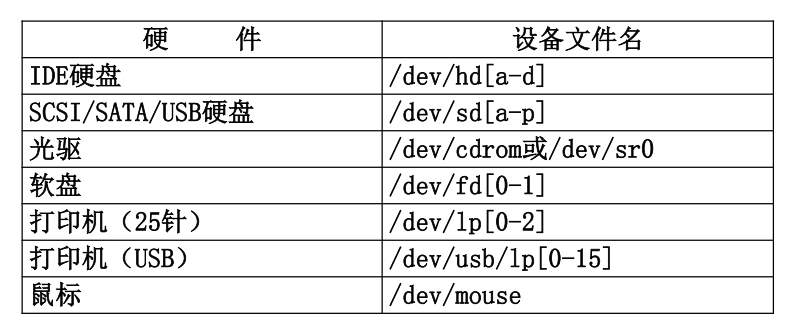 硬 件 设备文件名
IDE硬盘 /dev/hd[a-d]
SCSI/SATA/USB硬盘 /dev/sd[a-p]
光驱 /dev/cdrom或/dev/sr0
软盘 /dev/fd[0-1]
打印机（25针） /dev/lp[0-2]
打印机（USB） /dev/usb/lp[0-15]
鼠标 /dev/mouse